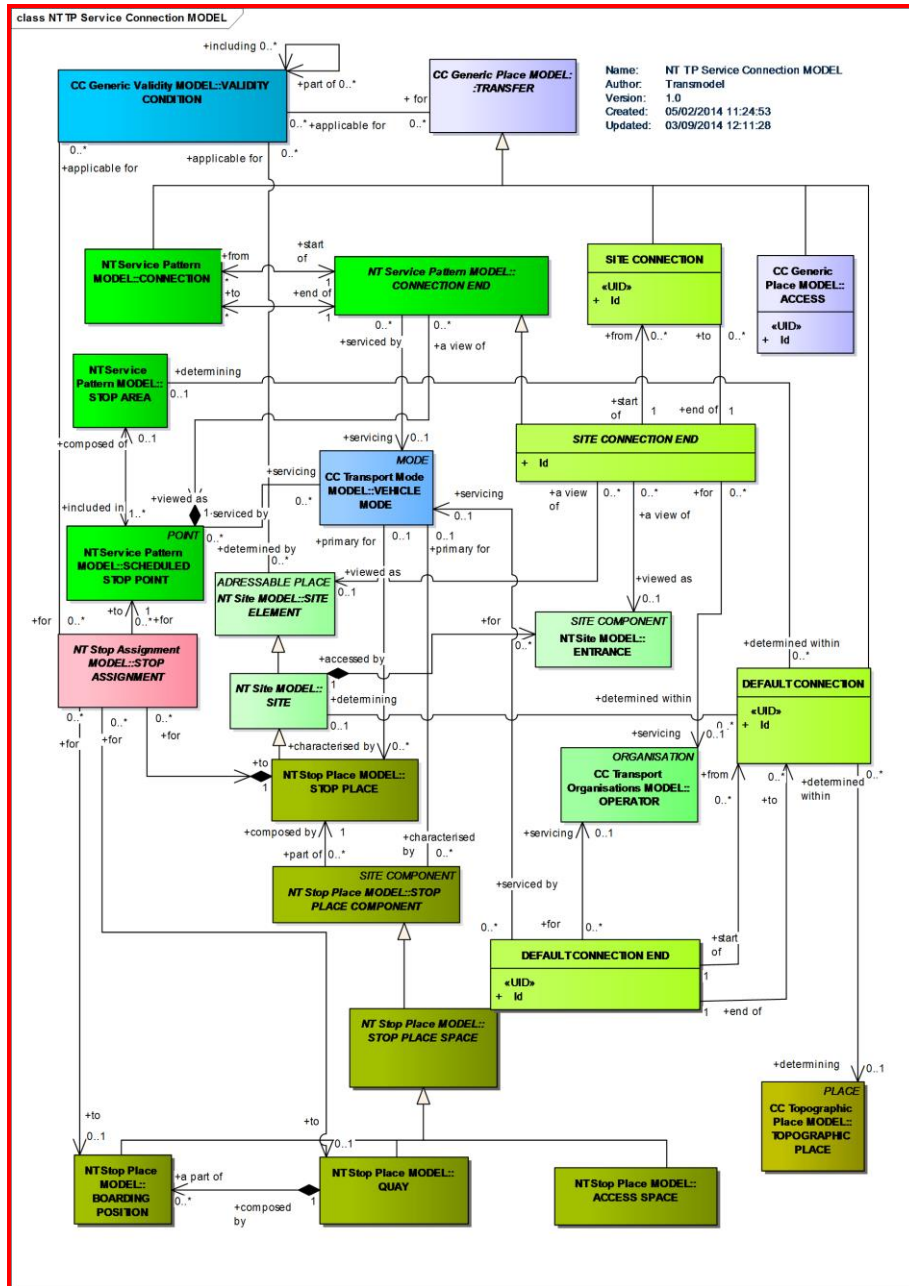 class NT TP Service Connection MODEL
+including 0..*
+part of 0..*
CC Generic Validity MODEL::VALIDITY
CONDITION
0..*
+applicable for
0..*
+applicable for
0..*
+applicable for
+ for
0..*
CC Generic Place MODEL:
:TRANSFER
Name: NT TP Service Connection MODEL
Author: Transmodel
Version: 1.0
Created: 05/02/2014 11:24:53
Updated: 03/09/2014 12:11:28
NT Service Pattern
MODEL::CONNECTION
+from
*
+start
of
1
+to
*
+end of
1
NT Service Pattern MODEL::
CONNECTION END
0..*
+serviced by
0..*
+a view of
SITE CONNECTION
«UID»
+ Id
+from
0..*
+to
0..*
CC Generic
Place MODEL::
ACCESS
«UID»
+ Id
NT Service
Pattern MODEL::
STOP AREA
+determining
0..1
+composed of
0..1
+included in
1..*
+start
of
1
+end of
1
SITE CONNECTION END
+ Id
+servicing
0..1
MODE
CC Transport Mode
MODEL::VEHICLE
MODE
+servicing
0..*
+viewed as
1
+serviced by
0..*
POINT
NT Service Pattern
MODEL::SCHEDULED
STOP POINT
+servicing
0..1
+a view
of
0..*
0..*
+a view of
+for
0..*
+primary for
0..1
0..1
+primary for
+determined by
0..*
ADRESSABLE PLACE
NT Site MODEL::SITE
ELEMENT
+viewed as
0..1
+viewed as
0..1
+to
1
0..*
+for
+for
0..*
NT Stop Assignment
MODEL::STOP
ASSIGNMENT
SITE COMPONENT
NT Site MODEL::
ENTRANCE
+for
0..*
+accessed by
1
NT Site MODEL::
SITE
+determining
0..1
+determined within
0..*
+determined within
0..*
DEFAULT CONNECTION
«UID»
+ Id
0..*
+for
0..*
+for
0..*
+for
+characterised by
0..*
+to
1
NT Stop Place MODEL::
STOP PLACE
+servicing
0..1
ORGANISATION
CC Transport
Organisations MODEL::
OPERATOR
+from
0..*
0..*
+to
+determined
within
0..*
+composed by
1
+part of
0..*
+characterised
by
0..*
+servicing
0..1
SITE COMPONENT
NT Stop Place MODEL::STOP
PLACE COMPONENT
+serviced by
0..*
+for
0..*
DEFAULT CONNECTION END
«UID»
+ Id
+start
of
1
1
+end of
NT Stop Place MODEL::
STOP PLACE SPACE
+determining
0..1
PLACE
CC Topographic
Place MODEL::
TOPOGRAPHIC
PLACE
+to
0..1
+to
0..1
NT Stop Place
MODEL::
BOARDING
POSITION
+a part of
0..*
1
+composed
by
NT Stop Place MODEL::
QUAY
NT Stop Place MODEL::
ACCESS SPACE